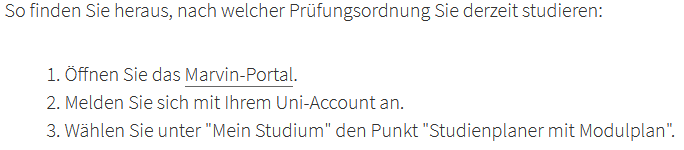 So finden Sie heraus, nach welcher Prüfungsordnung Sie derzeit studieren:
1. Öffnen Sie das Marvin-Portal.
2. Melden Sie sich mit Ihrem Uni-Account an.
3. Wählen Sie unter "Mein Studium" den Punkt "Studienplaner mit Modulplan".